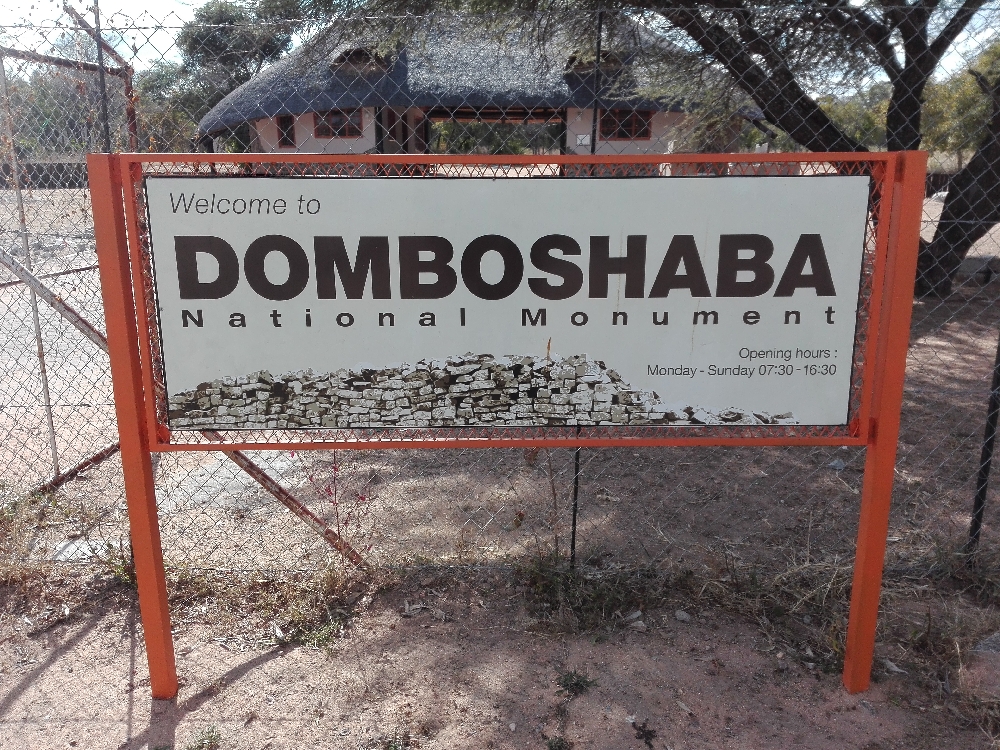 Welcome to
DOMBOSHABA
National Monument
Opening hours :
Monday - Sunday 07:30 - 16:30